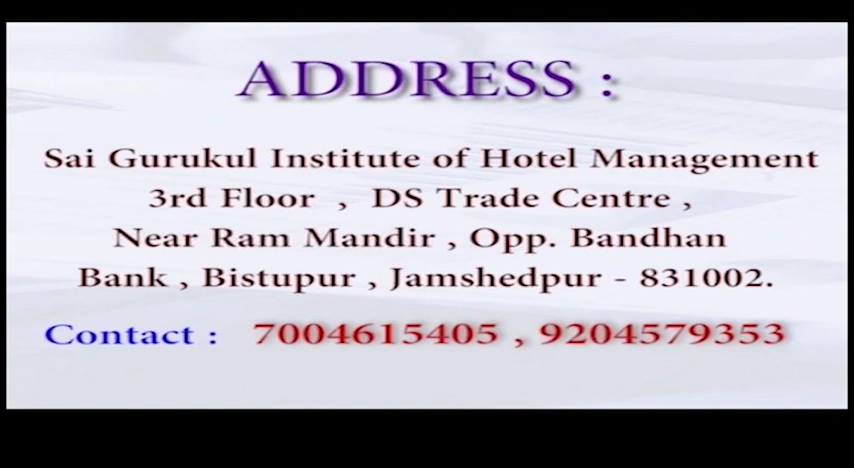 ADDRESS :
Sai Gurukul Institute of Hotel Management
3rd Floor , DS Trade Centre ,
Near Ram Mandir , Opp. Bandhan
Bank , Bistupur , Jamshedpur - 831002.
Contact : 7004615405 , 9204579353